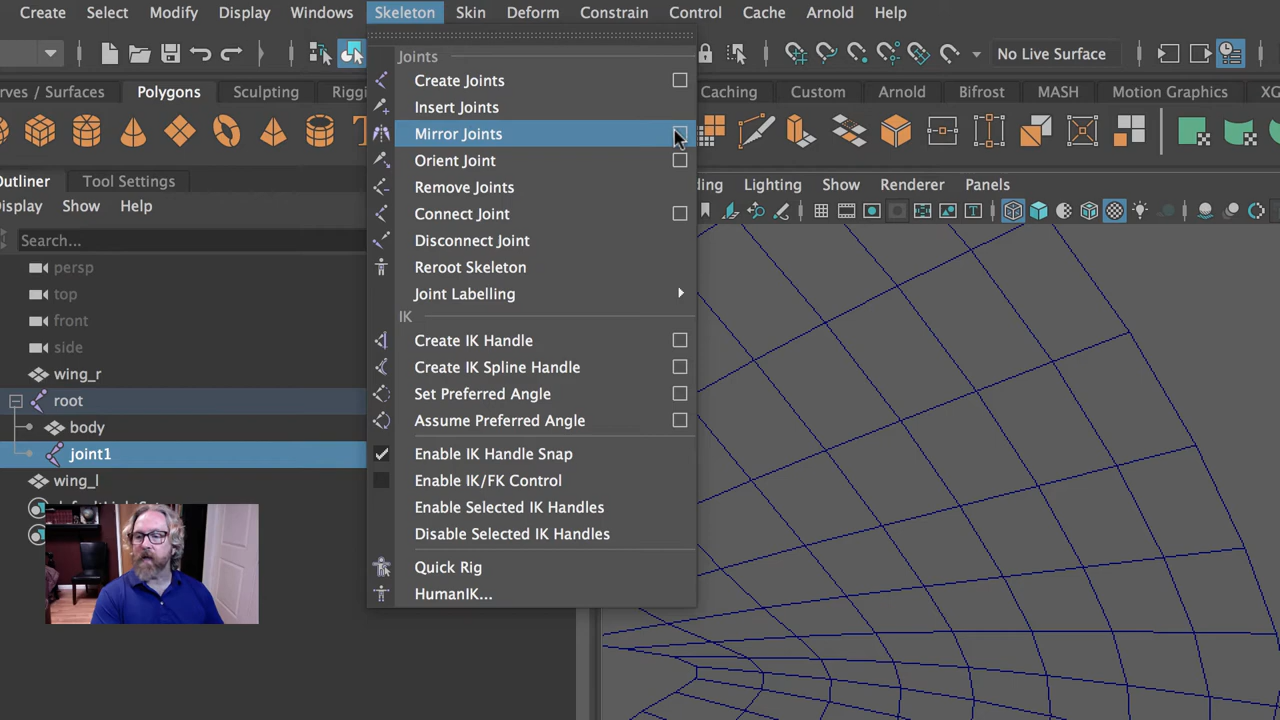 Create Select Modify Display Windows Skeleton Skin Deform Constrain Control Cache Arnold Help
No Live Surface
rves / Surfaces Polygons Sculpting Riggi Caching Custom Arnold Bifrost MASH Motion Graphics XG
Joints
Create Joints
Insert Joints
Mirror Joints
Orient Joint
Remove Joints
Connect Joint
Disconnect Joint
Reroot Skeleton
Joint Labelling
IK
Create IK Handle
Create IK Spline Handle
Set Preferred Angle
Assume Preferred Angle
Enable IK Handle Snap
Enable IK/FK Control
Enable Selected IK Handles
Disable Selected IK Handles
Quick Rig
HumanIK...
Outliner Tool Settings
Display Show Help
Search...
persp
top
front
side
wing_r
root
body
joint1
wing_l
ding Lighting Show Renderer Panels